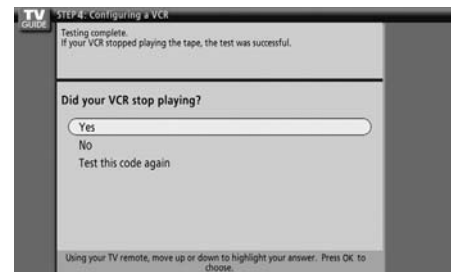 TV
GUIDE
STEP 4: Configuring a VCR
Testing complete.
If your VCR stopped playing the tape, the test was successful.
Did your VCR stop playing?
Yes
No
Test this code again
Using your TV remote, move up or down to highlight your answer. Press OK to
choose.